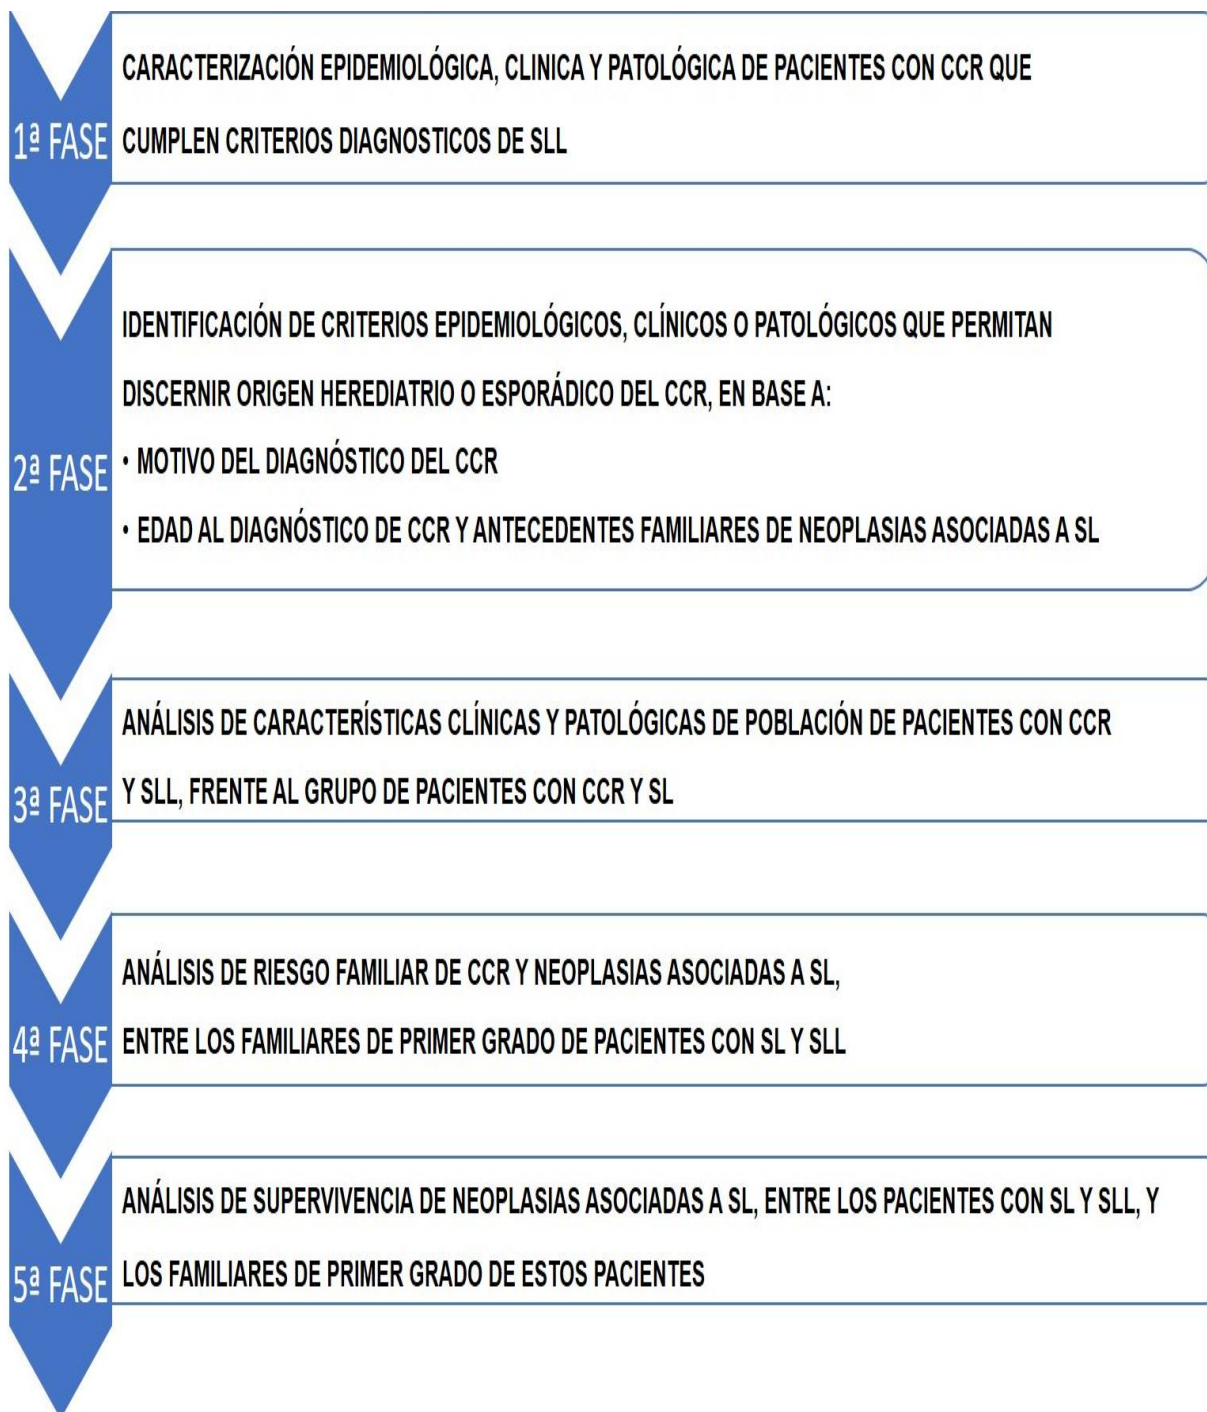 1ª FASE
CARACTERIZACIÓN EPIDEMIOLÓGICA, CLINICA Y PATOLÓGICA DE PACIENTES CON CCR QUE
CUMPLEN CRITERIOS DIAGNOSTICOS DE SLL
2ª FASE
IDENTIFICACIÓN DE CRITERIOS EPIDEMIOLÓGICOS, CLÍNICOS O PATOLÓGICOS QUE PERMITAN
DISCERNIR ORIGEN HEREDIATRIO O ESPORÁDICO DEL CCR, EN BASE A:
• MOTIVO DEL DIAGNÓSTICO DEL CCR
• EDAD AL DIAGNÓSTICO DE CCR Y ANTECEDENTES FAMILIARES DE NEOPLASIAS ASOCIADAS A SL
3ª FASE
ANÁLISIS DE CARACTERÍSTICAS CLÍNICAS Y PATOLÓGICAS DE POBLACIÓN DE PACIENTES CON CCR
Y SLL, FRENTE AL GRUPO DE PACIENTES CON CCR Y SL
4ª FASE
ANÁLISIS DE RIESGO FAMILIAR DE CCR Y NEOPLASIAS ASOCIADAS A SL,
ENTRE LOS FAMILIARES DE PRIMER GRADO DE PACIENTES CON SL Y SLL
5ª FASE
ANÁLISIS DE SUPERVIVENCIA DE NEOPLASIAS ASOCIADAS A SL, ENTRE LOS PACIENTES CON SL Y SLL, Y
LOS FAMILIARES DE PRIMER GRADO DE ESTOS PACIENTES